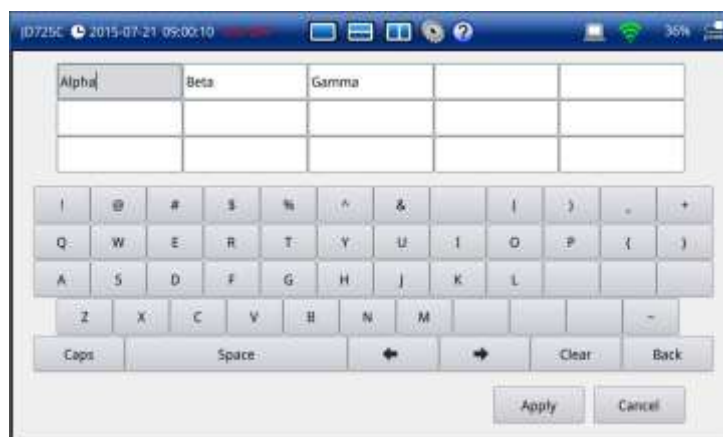 JD725C 2015-07-21 09:00:10 36%
Alpha Beta Gamma
! @ # $ % ^ & ( ) _ +
Q W E R T Y U I O P { }
A S D F G H J K L
Z X C V B N M ~
Caps Space ← → Clear Back
Apply Cancel